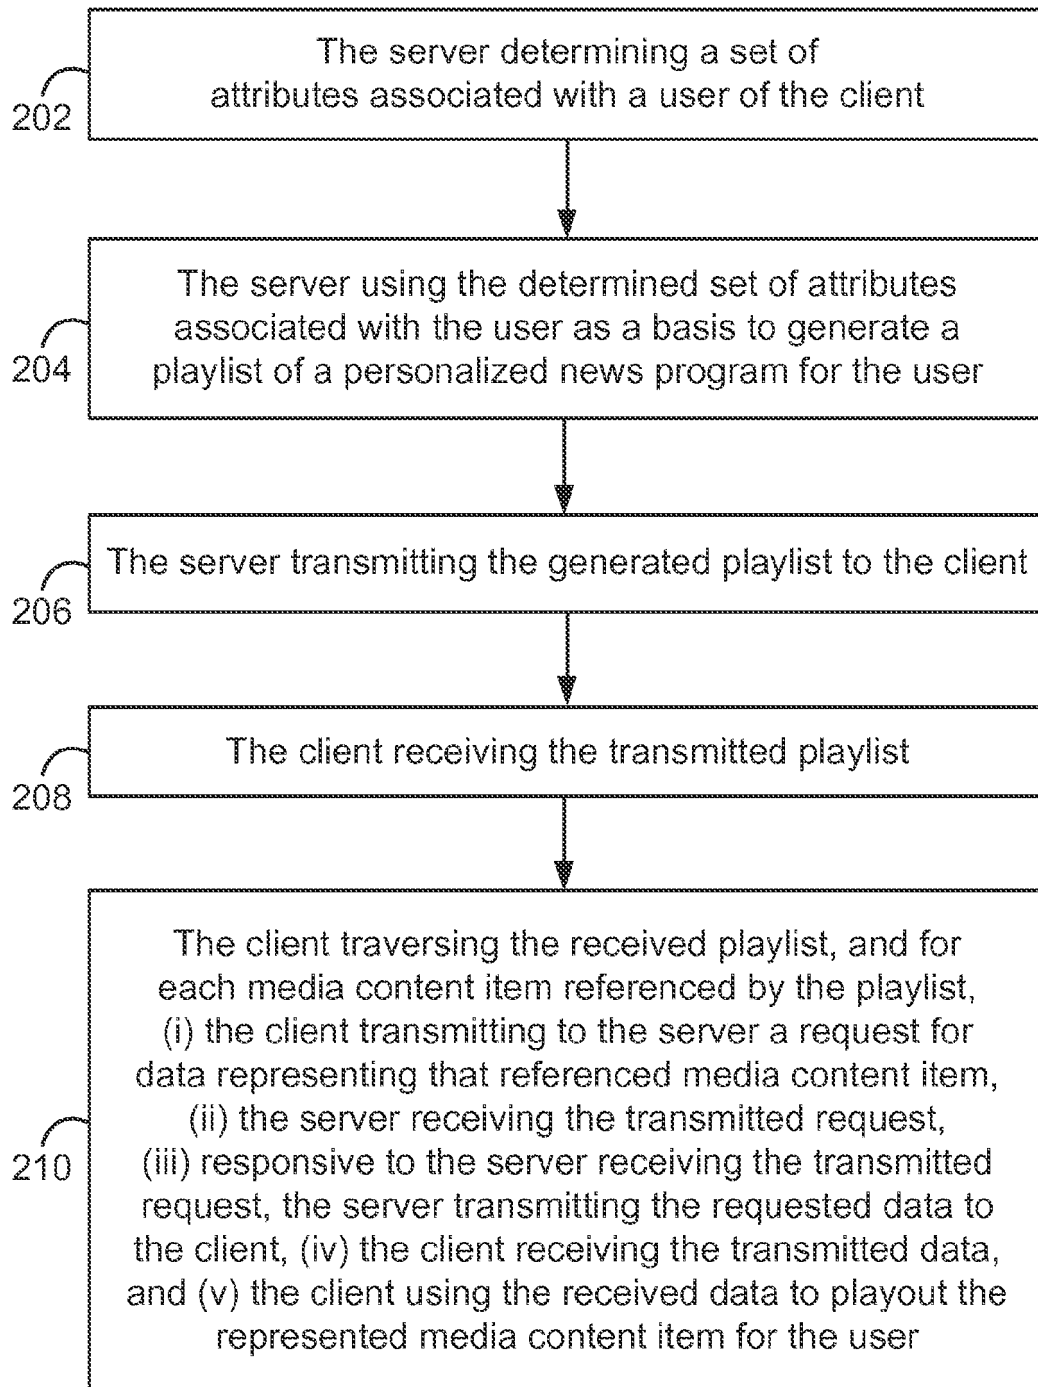 The server determining a set of
attributes associated with a user of the client
202
The server using the determined set of attributes
associated with the user as a basis to generate a
playlist of a personalized news program for the user
204
The server transmitting the generated playlist to the client
206
The client receiving the transmitted playlist
208
The client traversing the received playlist, and for
each media content item referenced by the playlist,
(i) the client transmitting to the server a request for
data representing that referenced media content item,
(ii) the server receiving the transmitted request,
(iii) responsive to the server receiving the transmitted
request, the server transmitting the requested data to
the client, (iv) the client receiving the transmitted data,
and (v) the client using the received data to playout the
represented media content item for the user
210